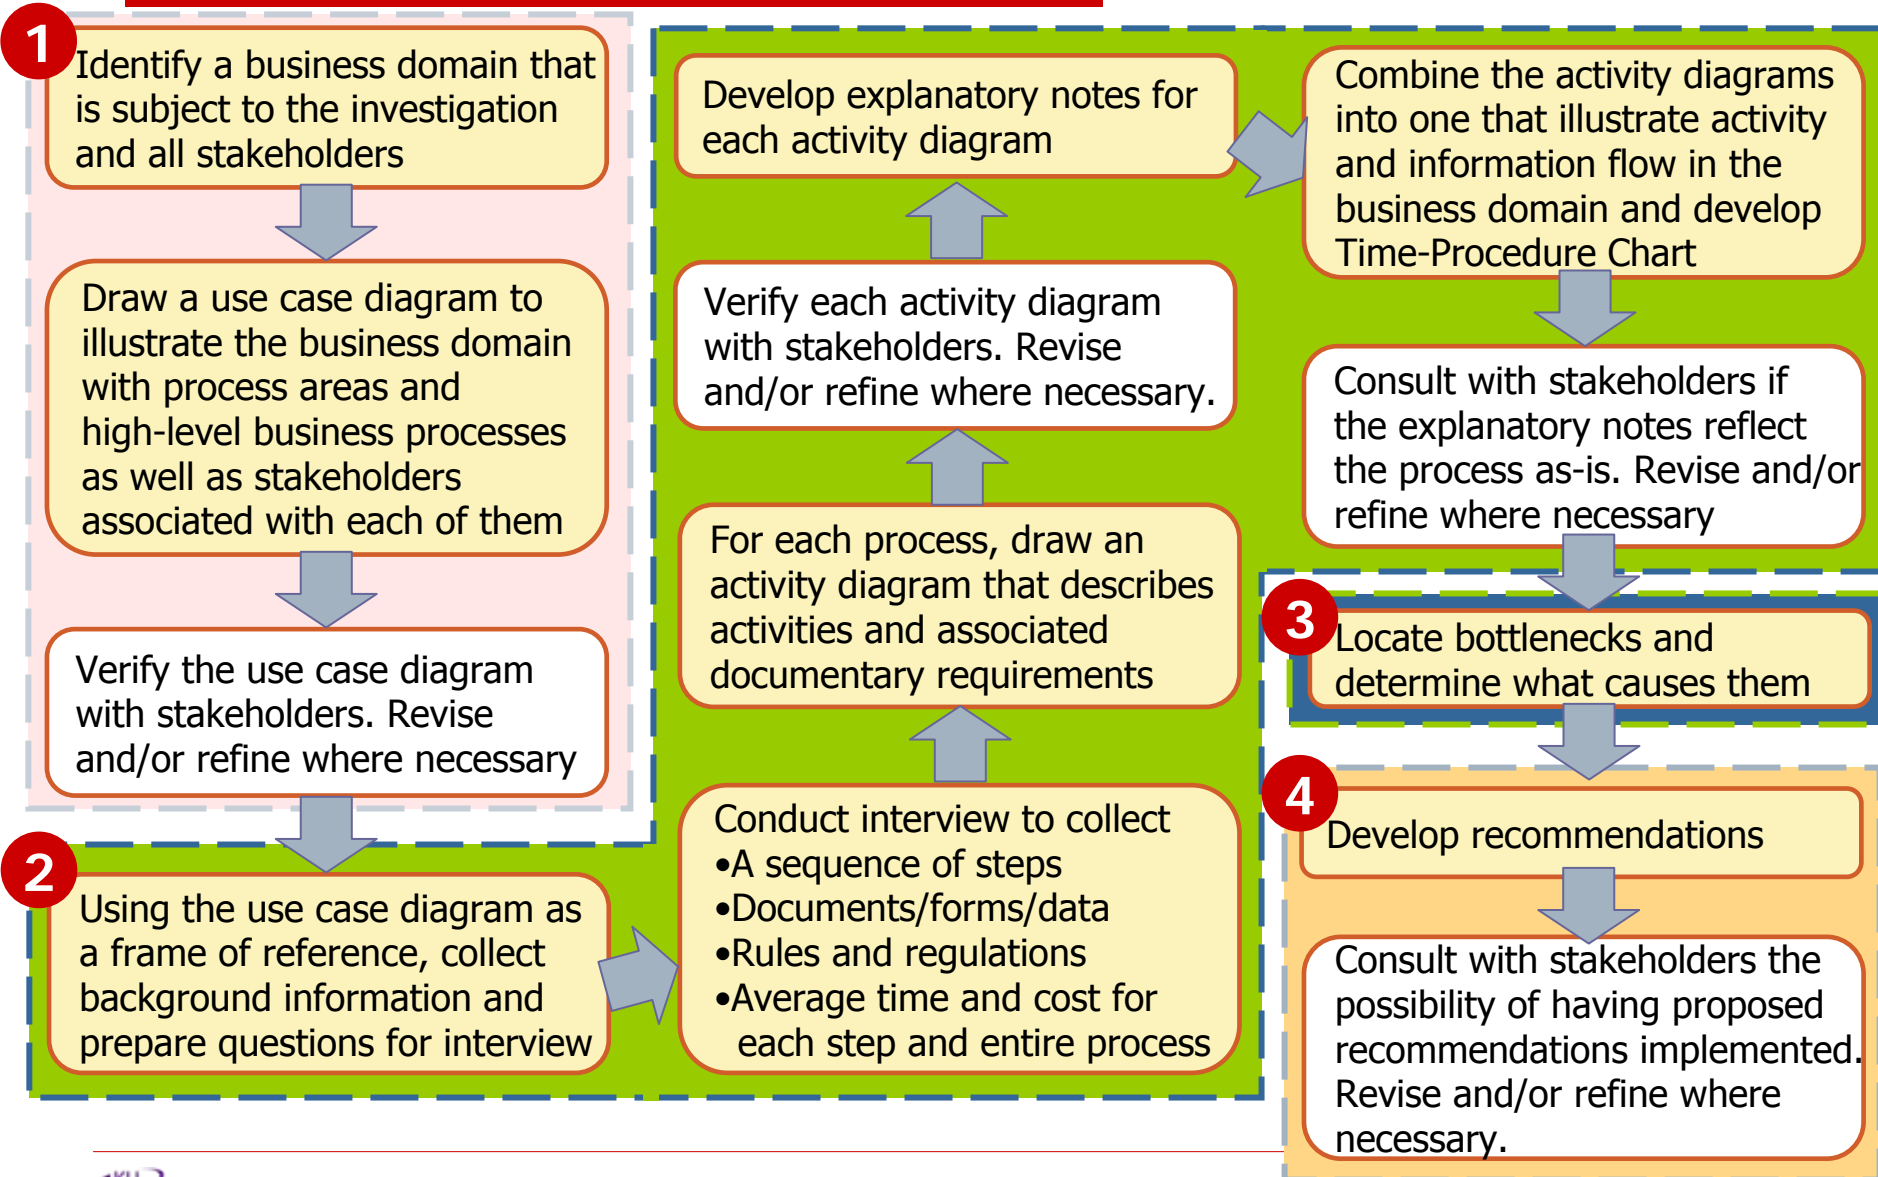 1
Identify a business domain that
is subject to the investigation
and all stakeholders
Draw a use case diagram to
illustrate the business domain
with process areas and
high-level business processes
as well as stakeholders
associated with each of them
Verify the use case diagram
with stakeholders. Revise
and/or refine where necessary
2
Using the use case diagram as
a frame of reference, collect
background information and
prepare questions for interview
Conduct interview to collect
•A sequence of steps
•Documents/forms/data
•Rules and regulations
•Average time and cost for
each step and entire process
For each process, draw an
activity diagram that describes
activities and associated
documentary requirements
Verify each activity diagram
with stakeholders. Revise
and/or refine where necessary.
Develop explanatory notes for
each activity diagram
Combine the activity diagrams
into one that illustrate activity
and information flow in the
business domain and develop
Time-Procedure Chart
Consult with stakeholders if
the explanatory notes reflect
the process as-is. Revise and/or
refine where necessary
3
Locate bottlenecks and
determine what causes them
4
Develop recommendations
Consult with stakeholders the
possibility of having proposed
recommendations implemented.
Revise and/or refine where
necessary.